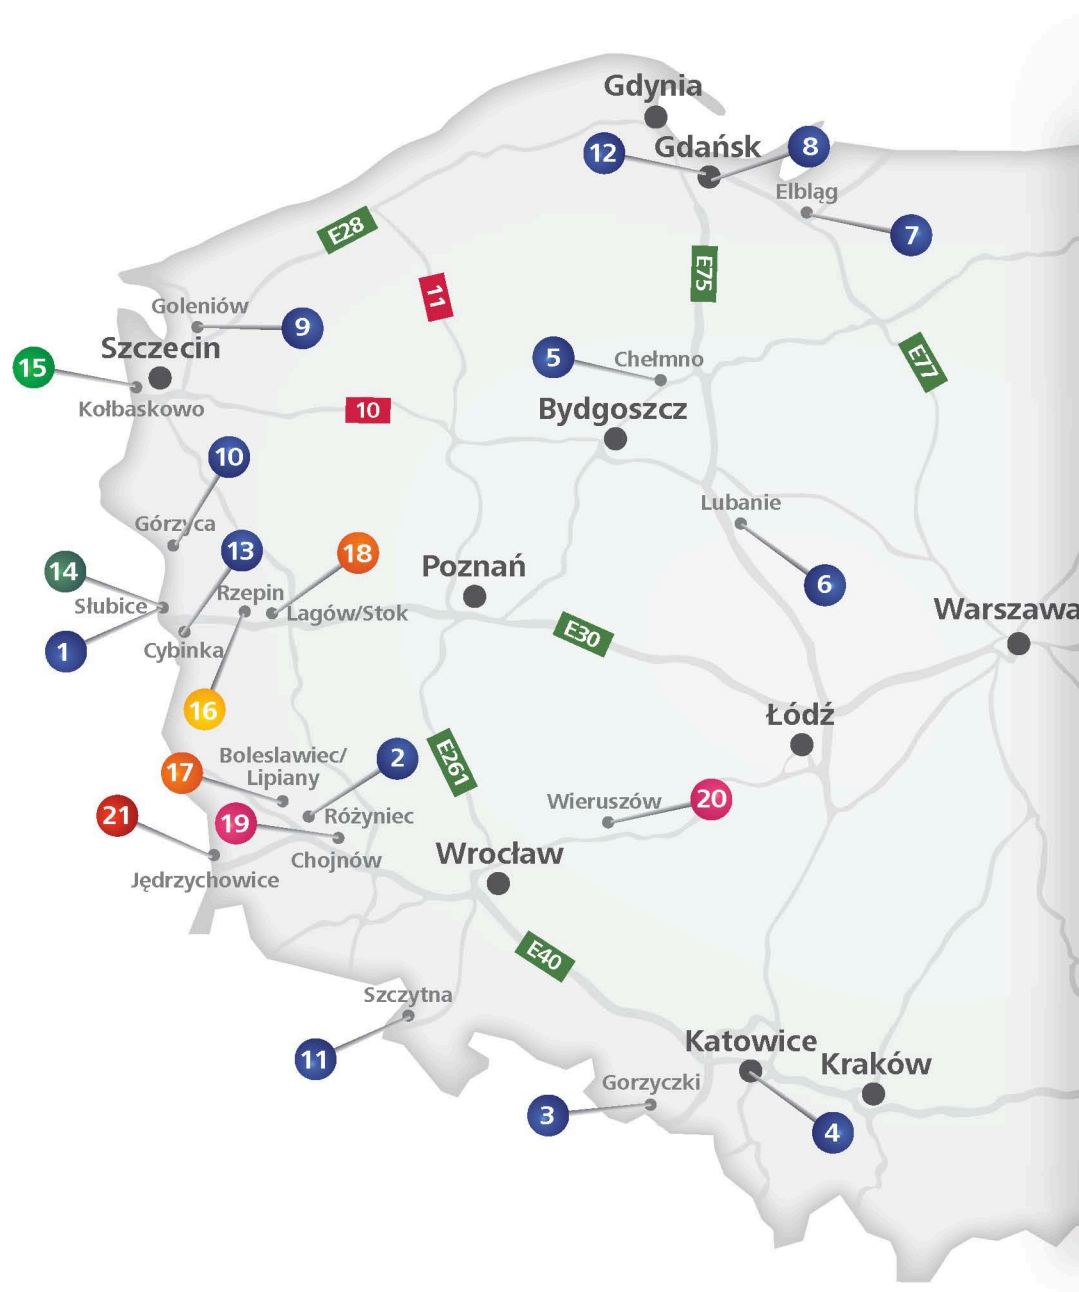 Gdynia
12
Gdańsk
8
Elbląg
7
E28
E75
11
Goleniów
9
Szczecin
15
Kołbaskowo
5
Chełmno
E77
10
Bydgoszcz
10
Górzyca
Lubanie
13
18
14
Rzepin
Poznań
6
Słubice
Lagów/Stok
Warszawa
1
Cybinka
E30
16
Łódź
Boleslawiec/
Lipiany
2
E261
17
21
19
Różyniec
Wieruszów
20
Chojnów
Wrocław
Jędrzychowice
E40
Szczytna
11
Katowice
Kraków
Gorzyczki
3
4